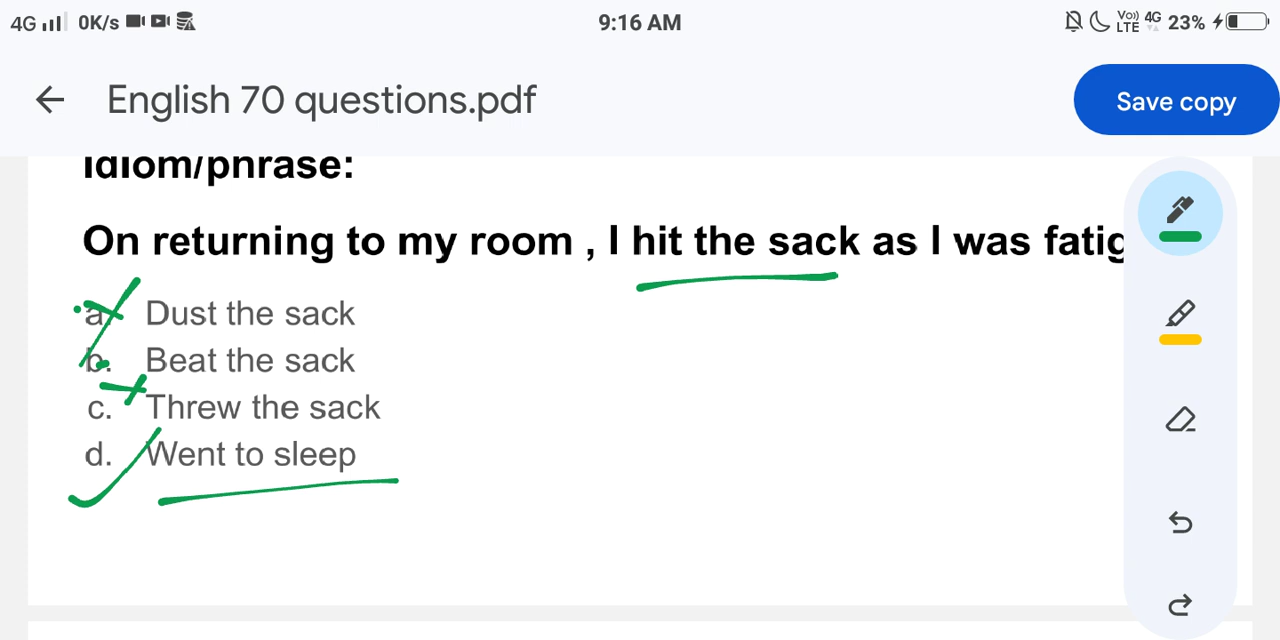 4G 0K/s 9:16 AM Vo)) LTE 4G 23%
English 70 questions.pdf Save copy
idiom/phrase:
On returning to my room , I hit the sack as I was fatig
a. Dust the sack
b. Beat the sack
c. Threw the sack
d. Went to sleep